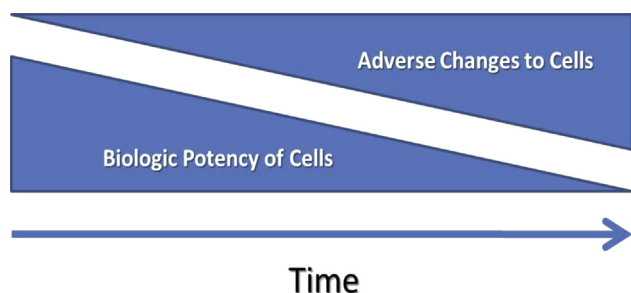 Adverse Changes to Cells
Biologic Potency of Cells
Time